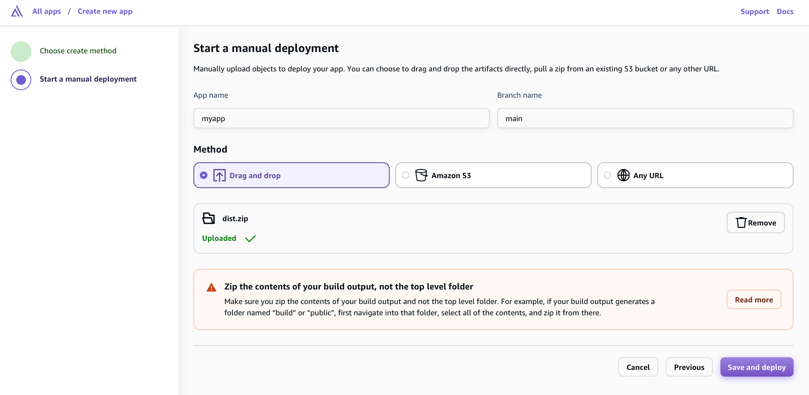 All apps / Create new app
Support Docs
Choose create method
Start a manual deployment
Start a manual deployment
Manually upload objects to deploy your app. You can choose to drag and drop the artifacts directly, pull a zip from an existing S3 bucket or any other URL.
App name
Branch name
myapp
main
Method
Drag and drop
Amazon S3
Any URL
dist.zip
Uploaded
Remove
Zip the contents of your build output, not the top level folder
Make sure you zip the contents of your build output and not the top level folder. For example, if your build output generates a
folder named “build” or “public”, first navigate into that folder, select all of the contents, and zip it from there.
Read more
Cancel
Previous
Save and deploy